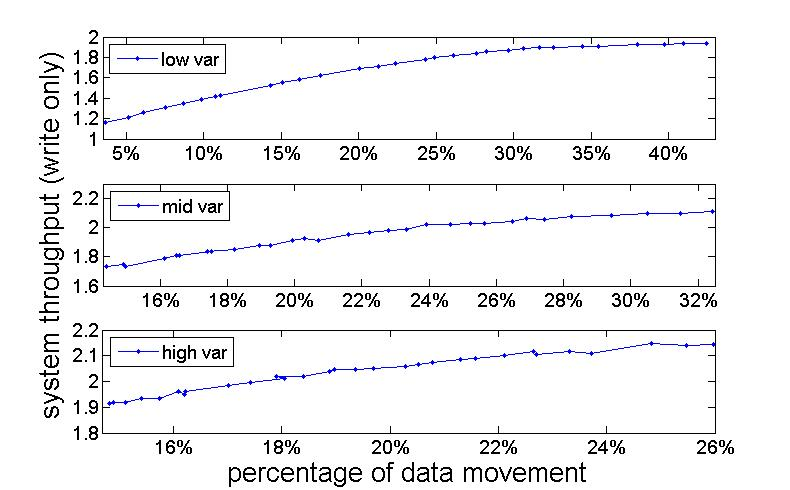 system throughput (write only)
2
1.8
1.6
1.4
1.2
1
low var
5% 10% 15% 20% 25% 30% 35% 40%
2.2
2
1.8
1.6
mid var
16% 18% 20% 22% 24% 26% 28% 30% 32%
2.2
2.1
2
1.9
1.8
high var
16% 18% 20% 22% 24% 26%
percentage of data movement